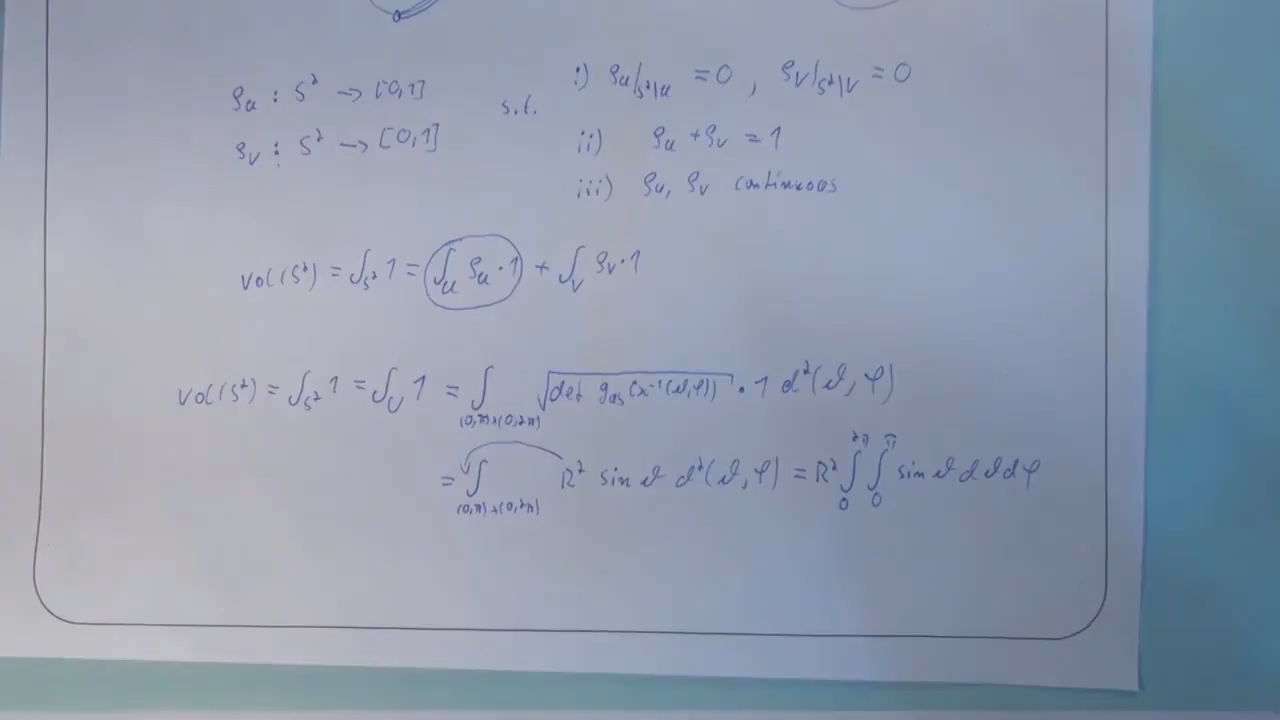 ρ_U : S² → [0,1]
ρ_V : S² → [0,1]
s.t.
i) ρ_U|_{S²\U} = 0 , ρ_V|_{S²\V} = 0
ii) ρ_U + ρ_V = 1
iii) ρ_U, ρ_V continuous
vol(S²) = ∫_{S²} 1 = ∫_U ρ_U · 1 + ∫_V ρ_V · 1
vol(S²) = ∫_{S²} 1 = ∫_U 1 = ∫_{(0,π)×(0,2π)} √(det g_{ab}(x⁻¹(ϑ,φ))) · 1 d²(ϑ,φ)
= ∫_{(0,π)×(0,2π)} R² sin ϑ d²(ϑ,φ) = R² ∫_0^{2π} ∫_0^π sin ϑ dϑ dφ